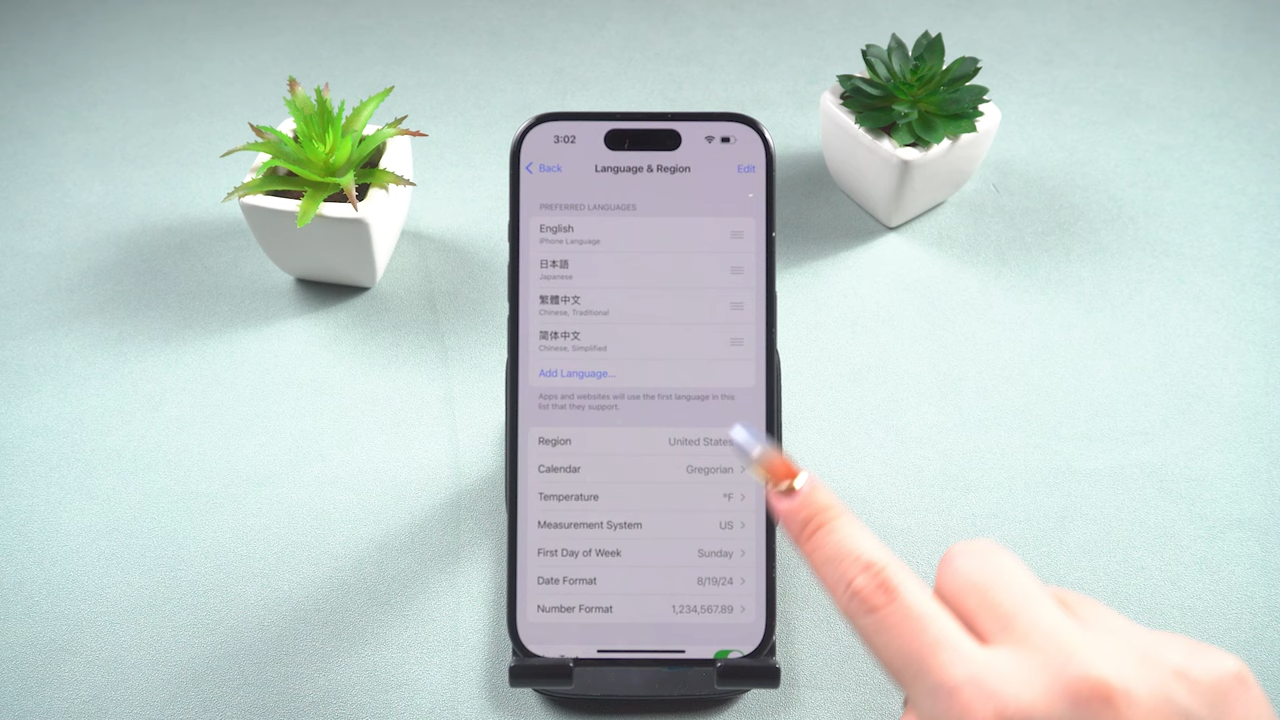 3:02
Back Language & Region Edit
PREFERRED LANGUAGES
English
iPhone Language
日本語
Japanese
繁體中文
Chinese, Traditional
简体中文
Chinese, Simplified
Add Language...
Apps and websites will use the first language in this
list that they support.
Region United States
Calendar Gregorian
Temperature °F
Measurement System US
First Day of Week Sunday
Date Format 8/19/24
Number Format 1,234,567.89